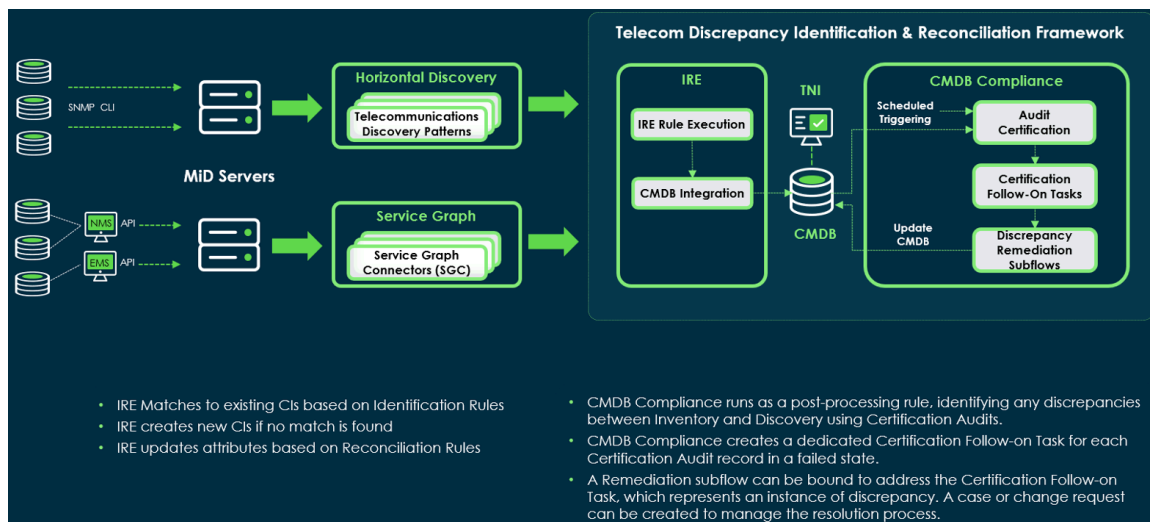 Telecom Discrepancy Identification & Reconciliation Framework
Horizontal Discovery
Telecommunications
Discovery Patterns
SNMP CLI
MiD Servers
NMS
API
EMS
API
Service Graph
Service Graph
Connectors (SGC)
IRE
IRE Rule Execution
CMDB Integration
TNI
CMDB
CMDB Compliance
Scheduled
Triggering
Audit
Certification
Certification
Follow-On Tasks
Update
CMDB
Discrepancy
Remediation
Subflows
• IRE Matches to existing CIs based on Identification Rules
• IRE creates new CIs if no match is found
• IRE updates attributes based on Reconciliation Rules
• CMDB Compliance runs as a post-processing rule, identifying any discrepancies
between Inventory and Discovery using Certification Audits.
• CMDB Compliance creates a dedicated Certification Follow-on Task for each
Certification Audit record in a failed state.
• A Remediation subflow can be bound to address the Certification Follow-on
Task, which represents an instance of discrepancy. A case or change request
can be created to manage the resolution process.